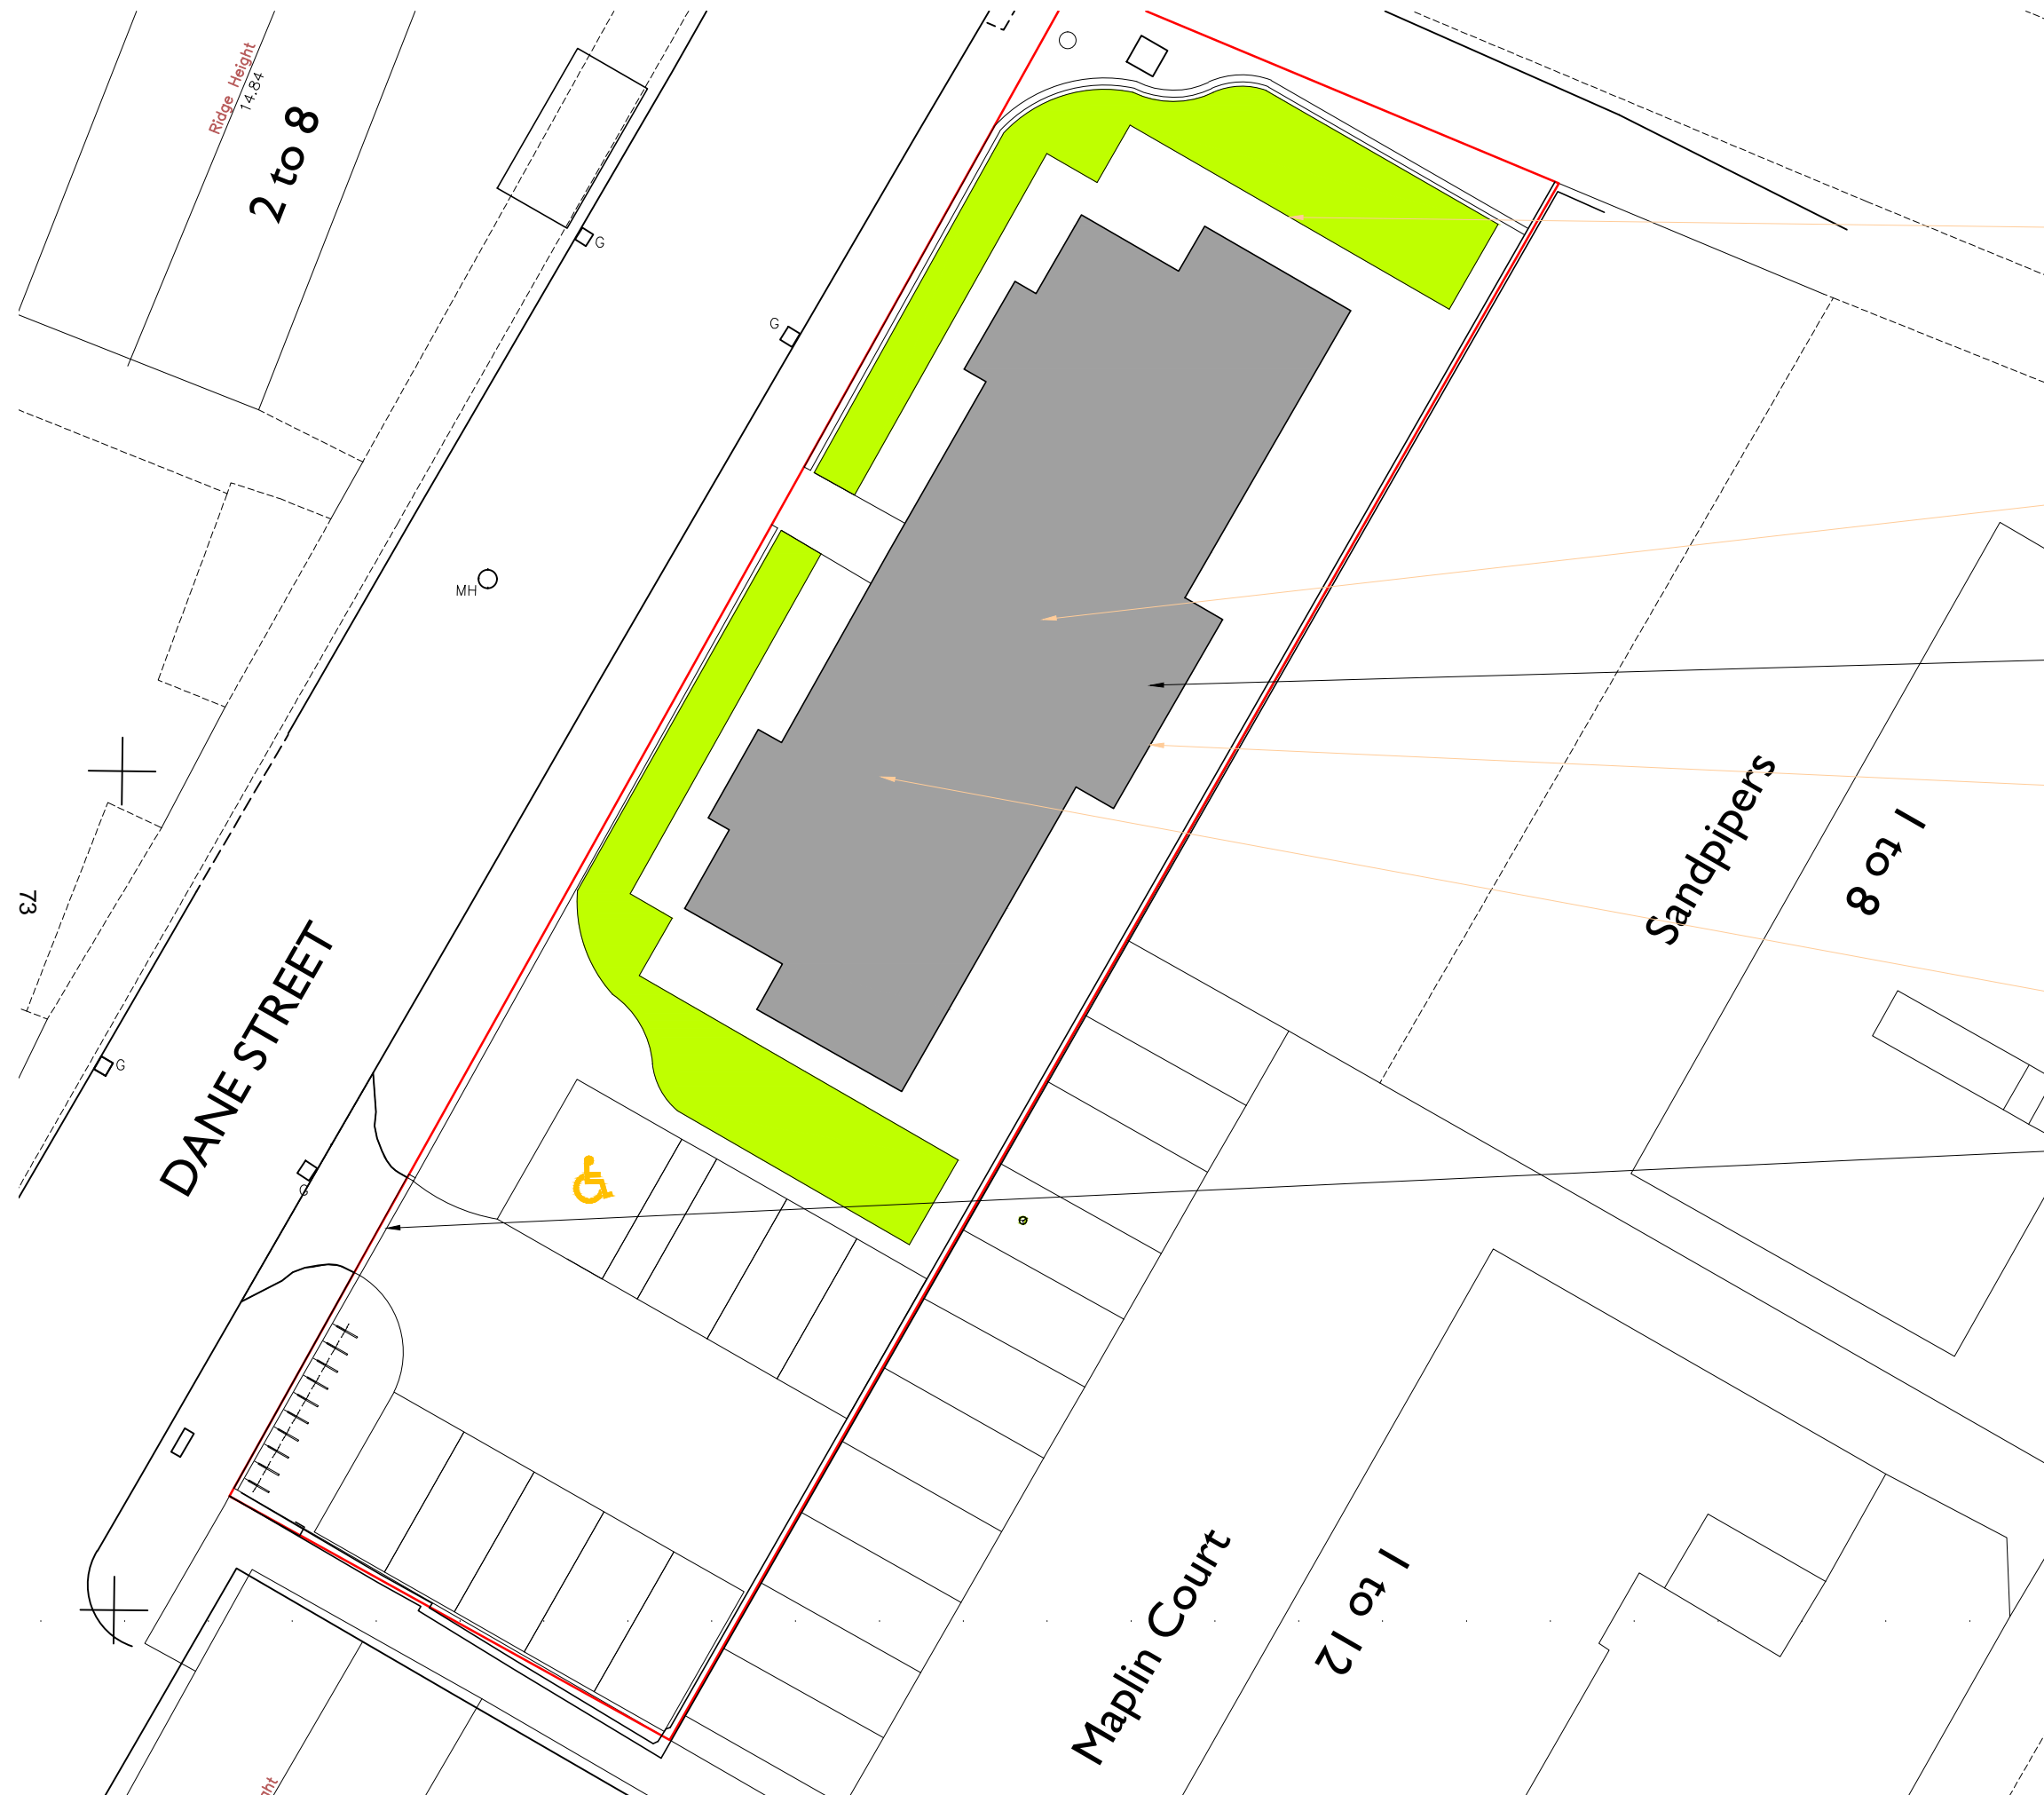 Ridge Height
14.84
2 to 8
G
G
MH
Sandpipers
1 to 8
73
DANE STREET
G
G
Maplin Court
1 to 12
ght